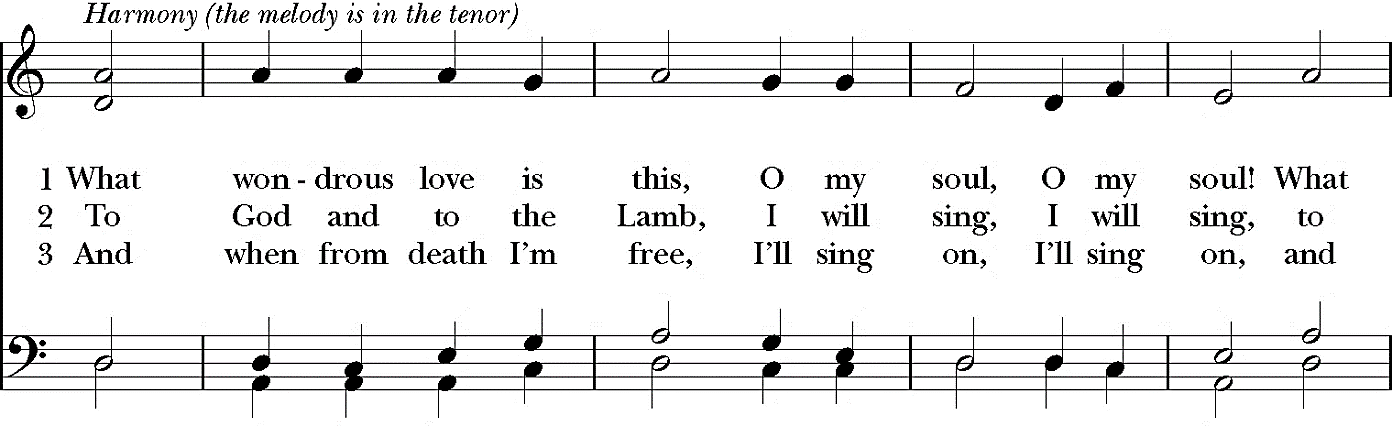 Harmony (the melody is in the tenor)
1 What won - drous love is this, O my soul, O my soul! What
2 To God and to the Lamb, I will sing, I will sing, to
3 And when from death I'm free, I'll sing on, I'll sing on, and